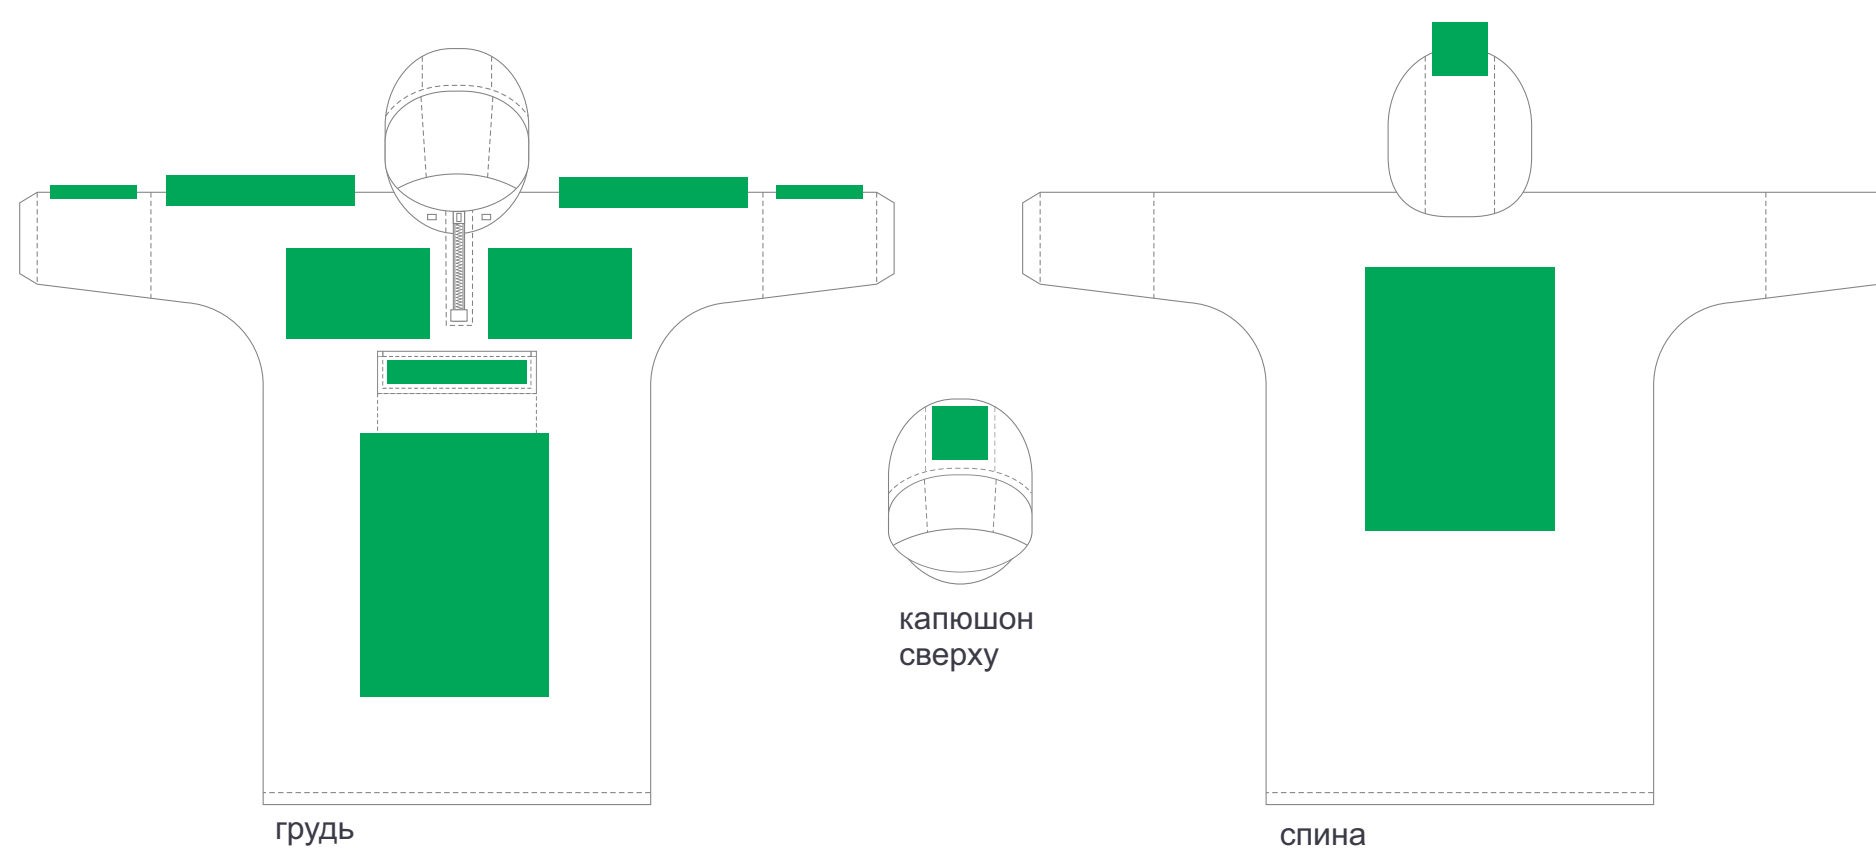 капюшон
сверху
грудь
спина